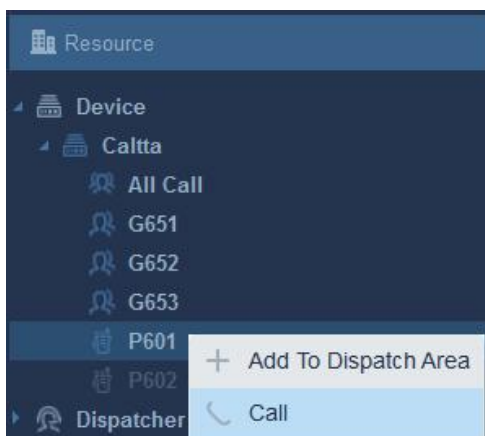 Resource
Device
Caltta
All Call
G651
G652
G653
P601
Add To Dispatch Area
P602
Call
Dispatcher